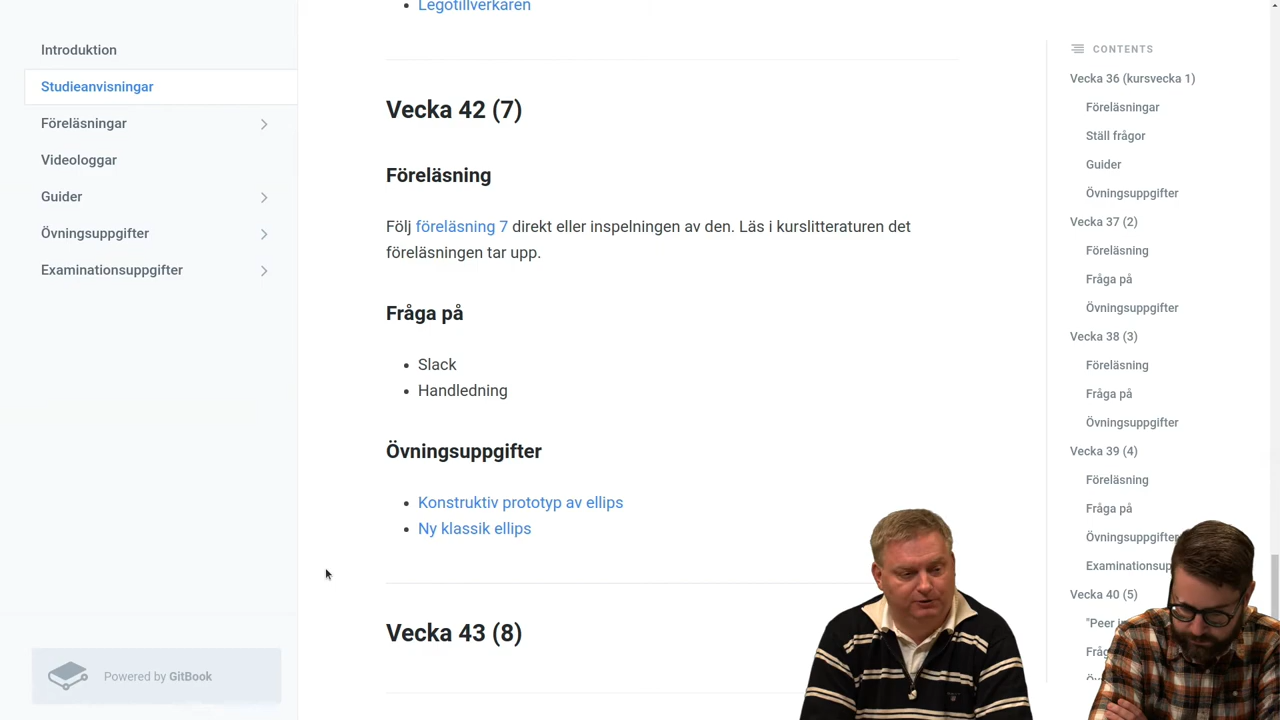 Introduktion
Studieanvisningar
Föreläsningar
Videologgar
Guider
Övningsuppgifter
Examinationsuppgifter
Powered by GitBook
Legotillverkaren
Vecka 42 (7)
Föreläsning
Följ föreläsning 7 direkt eller inspelningen av den. Läs i kurslitteraturen det
föreläsningen tar upp.
Fråga på
Slack
Handledning
Övningsuppgifter
Konstruktiv prototyp av ellips
Ny klassik ellips
Vecka 43 (8)
CONTENTS
Vecka 36 (kursvecka 1)
Föreläsningar
Ställ frågor
Guider
Övningsuppgifter
Vecka 37 (2)
Föreläsning
Fråga på
Övningsuppgifter
Vecka 38 (3)
Föreläsning
Fråga på
Övningsuppgifter
Vecka 39 (4)
Föreläsning
Fråga på
Övningsuppgifter
Examinationsup
Vecka 40 (5)
"Peer
Fråg